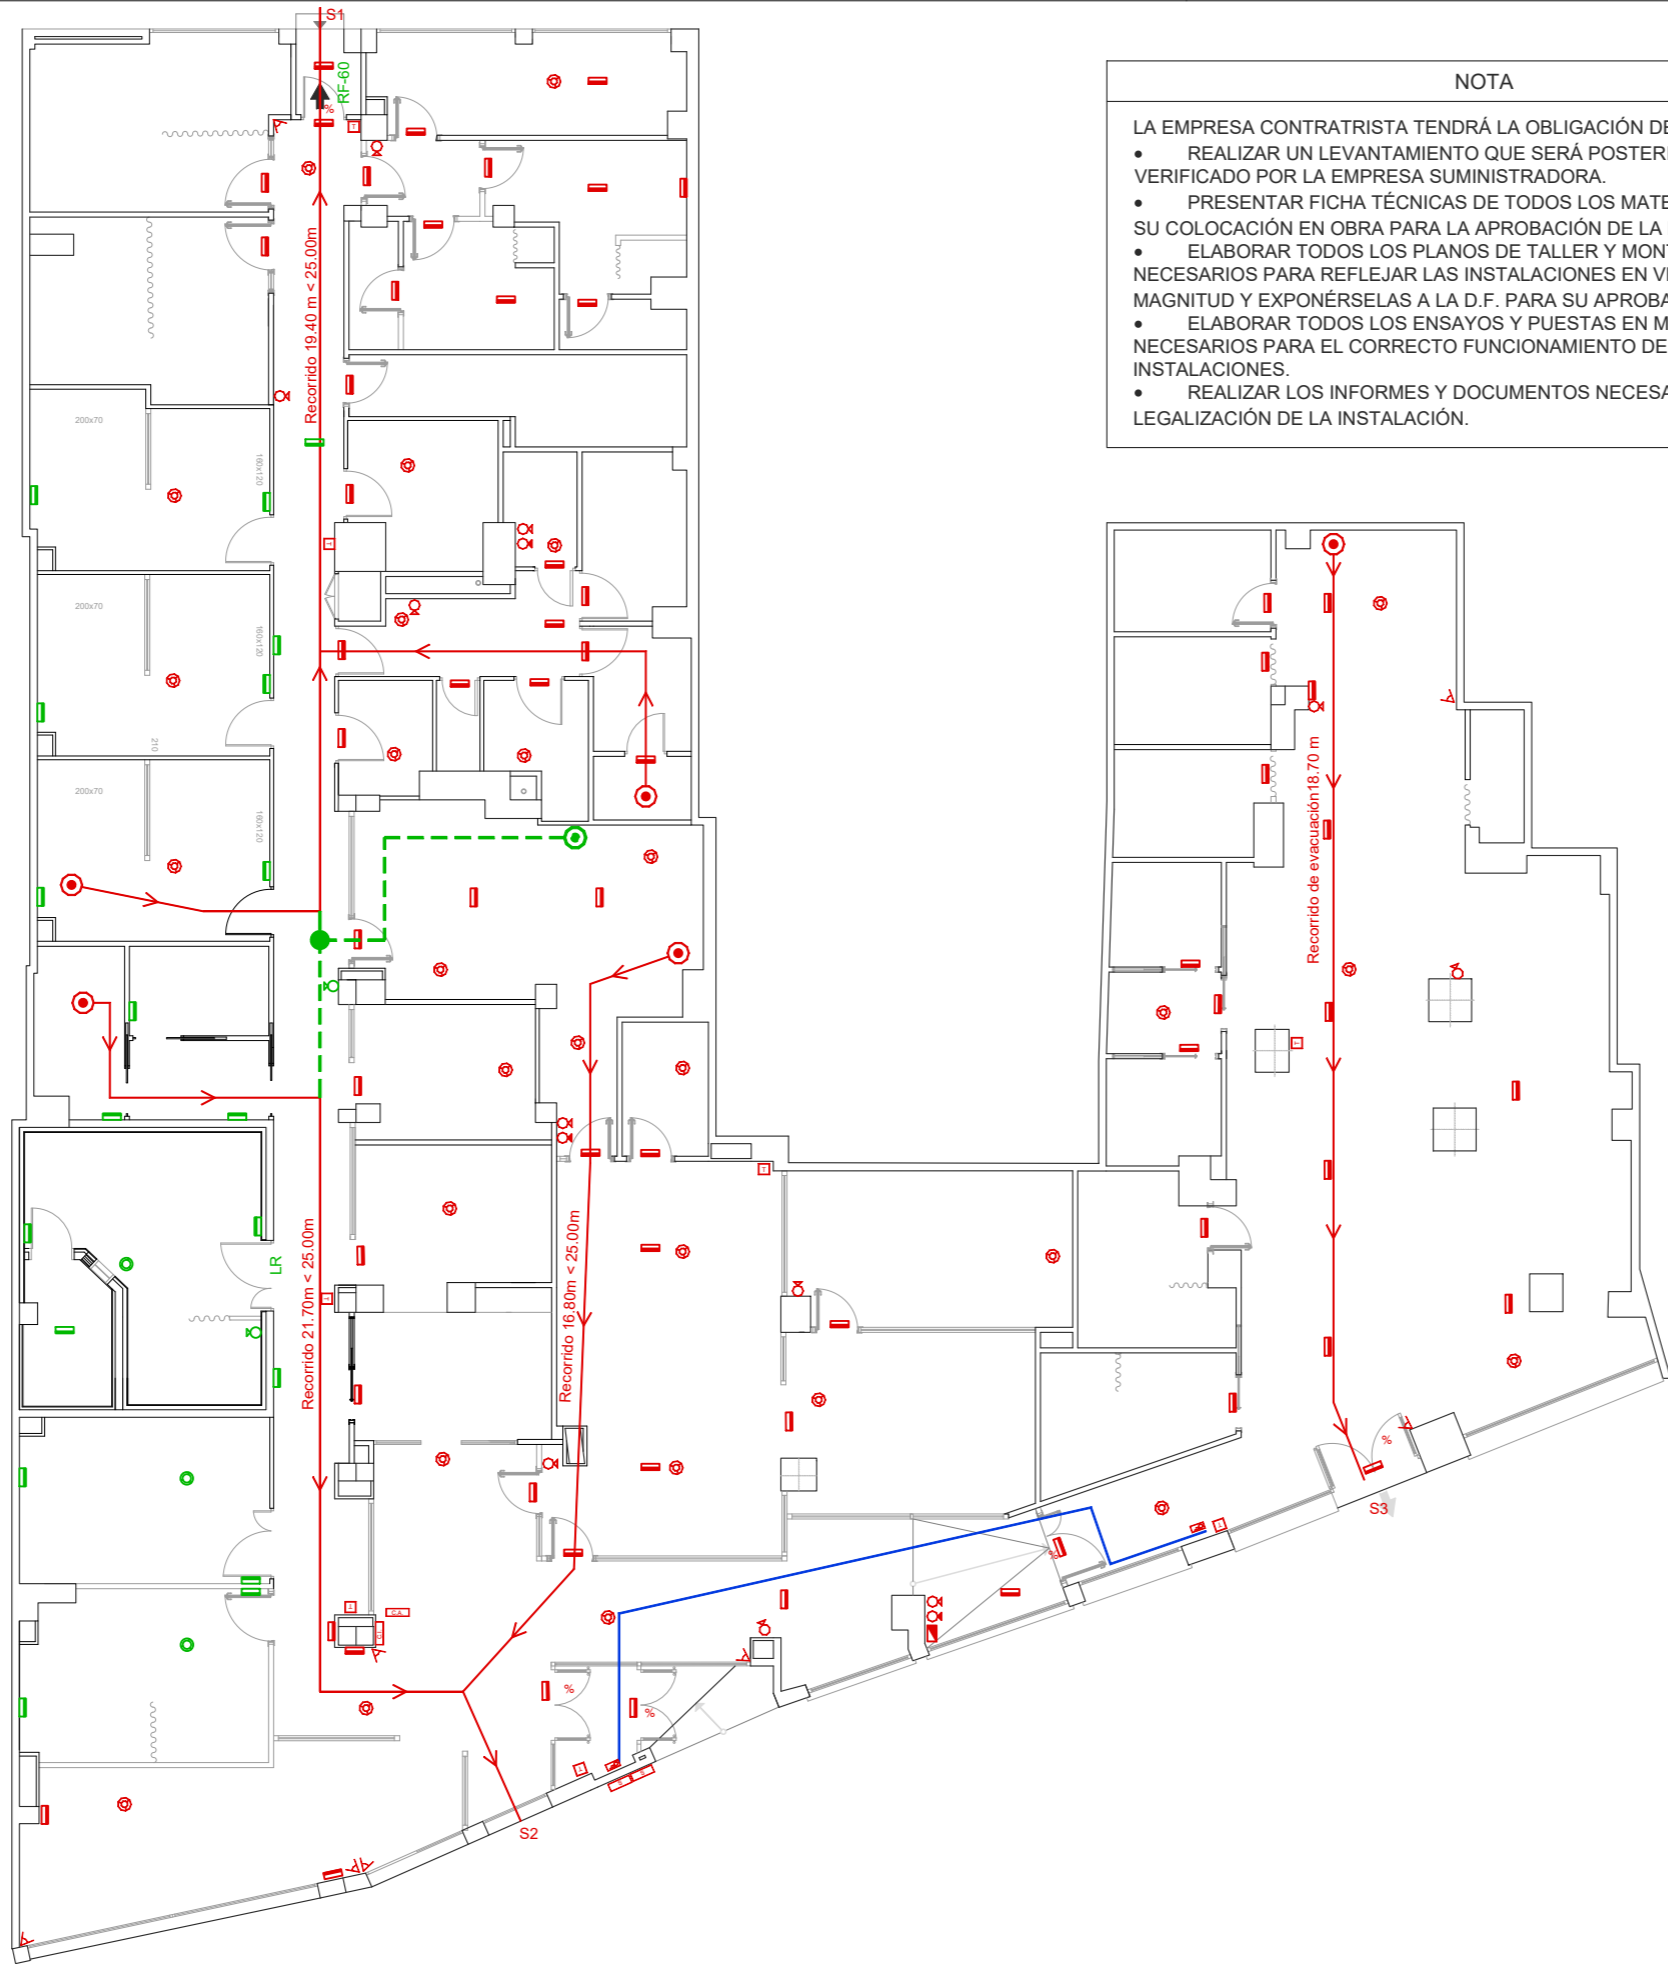 S1
RF-60
NOTA
LA EMPRESA CONTRATRISTA TENDRÁ LA OBLIGACIÓN DE
• REALIZAR UN LEVANTAMIENTO QUE SERÁ POSTERI
VERIFICADO POR LA EMPRESA SUMINISTRADORA.
• PRESENTAR FICHA TÉCNICAS DE TODOS LOS MATE
SU COLOCACIÓN EN OBRA PARA LA APROBACIÓN DE LA
• ELABORAR TODOS LOS PLANOS DE TALLER Y MON
NECESARIOS PARA REFLEJAR LAS INSTALACIONES EN V
MAGNITUD Y EXPONÉRSELAS A LA D.F. PARA SU APROBA
• ELABORAR TODOS LOS ENSAYOS Y PUESTAS EN M
NECESARIOS PARA EL CORRECTO FUNCIONAMIENTO DE
INSTALACIONES.
• REALIZAR LOS INFORMES Y DOCUMENTOS NECESA
LEGALIZACIÓN DE LA INSTALACIÓN.
Recorrido 19.40 m < 25.00m
200x70
160x120
200x70
160x120
210
200x70
160x120
Recorrido de evacuación18.70 m
LR
Recorrido 21.70m < 25.00m
Recorrido 16.80m < 25.00m
S3
C.A.
S2